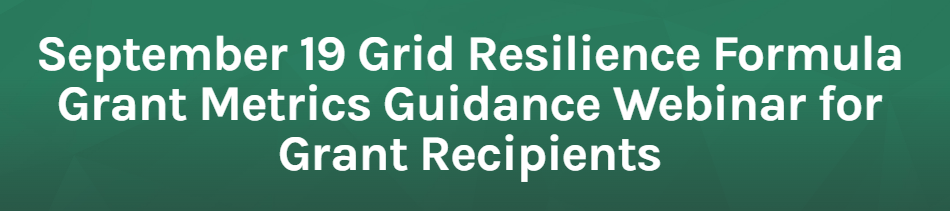 September 19 Grid Resilience Formula
Grant Metrics Guidance Webinar for
Grant Recipients